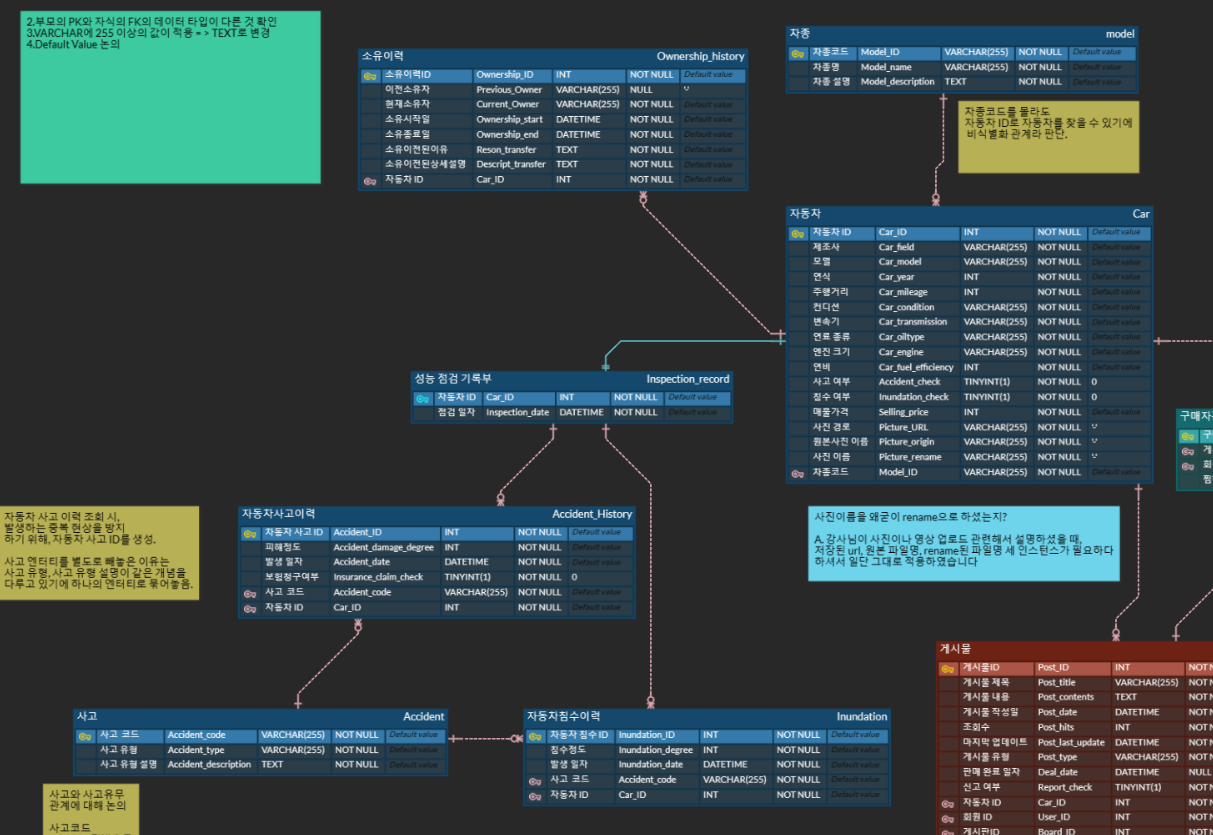 2.부모의 PK와 자식의 FK의 데이터 타입이 다른 것 확인
3.VARCHAR에 255 이상의 값이 적용 = > TEXT로 변경
4.Default Value 논의
소유이력 Ownership_history
소유이력ID Ownership_ID INT NOT NULL Default value
이전소유자 Previous_Owner VARCHAR(255) NULL
현재소유자 Current_Owner VARCHAR(255) NOT NULL Default value
소유시작일 Ownership_start DATETIME NOT NULL Default value
소유종료일 Ownership_end DATETIME NOT NULL Default value
소유이전된이유 Reson_transfer TEXT NOT NULL Default value
소유이전된상세설명 Descript_transfer TEXT NOT NULL Default value
자동차 ID Car_ID INT NOT NULL Default value
차종 model
차종코드 Model_ID VARCHAR(255) NOT NULL Default value
차종명 Model_name VARCHAR(255) NOT NULL Default value
차종 설명 Model_description TEXT NOT NULL Default value
차종코드를 몰라도
자동차 ID로 자동차를 찾을 수 있기에
비식별화 관계라 판단.
자동차 Car
자동차 ID Car_ID INT NOT NULL Default value
제조사 Car_field VARCHAR(255) NOT NULL Default value
모델 Car_model VARCHAR(255) NOT NULL Default value
연식 Car_year INT NOT NULL Default value
주행거리 Car_mileage INT NOT NULL Default value
컨디션 Car_condition VARCHAR(255) NOT NULL Default value
변속기 Car_transmission VARCHAR(255) NOT NULL Default value
연료 종류 Car_oiltype VARCHAR(255) NOT NULL Default value
엔진 크기 Car_engine VARCHAR(255) NOT NULL Default value
연비 Car_fuel_efficiency INT NOT NULL Default value
사고 여부 Accident_check TINYINT(1) NOT NULL 0
침수 여부 Inundation_check TINYINT(1) NOT NULL 0
매물가격 Selling_price INT NOT NULL Default value
사진 경로 Picture_URL VARCHAR(255) NOT NULL
원본사진 이름 Picture_origin VARCHAR(255) NOT NULL
사진 이름 Picture_rename VARCHAR(255) NOT NULL
차종코드 Model_ID VARCHAR(255) NOT NULL Default value
성능 점검 기록부 Inspection_record
자동차 ID Car_ID INT NOT NULL Default value
점검 일자 Inspection_date DATETIME NOT NULL Default value
구매자
자동차 사고 이력 조회 시,
발생하는 중복 현상을 방지
하기 위해, 자동차 사고 ID를 생성.
사고 엔터티를 별도로 빼놓은 이유는
사고 유형, 사고 유형 설명이 같은 개념을
다루고 있기에 하나의 엔터티로 묶어놓음.
자동차사고이력 Accident_History
자동차 사고 ID Accident_ID INT NOT NULL Default value
피해정도 Accident_damage_degree INT NOT NULL Default value
발생 일자 Accident_date DATETIME NOT NULL Default value
보험청구여부 Insurance_claim_check TINYINT(1) NOT NULL 0
사고 코드 Accident_code VARCHAR(255) NOT NULL Default value
자동차 ID Car_ID INT NOT NULL Default value
사진이름을 왜굳이 rename으로 하셨는지?
A. 강사님이 사진이나 영상 업로드 관련해서 설명하셨을 때,
저장된 url, 원본 파일명, rename된 파일명 세 인스턴스가 필요하다
하셔서 일단 그대로 적용하였습니다
사고 Accident
사고 코드 Accident_code VARCHAR(255) NOT NULL Default value
사고 유형 Accident_type VARCHAR(255) NOT NULL Default value
사고 유형 설명 Accident_description TEXT NOT NULL Default value
자동차침수이력 Inundation
자동차 침수 ID Inundation_ID INT NOT NULL Default value
침수정도 Inundation_degree INT NOT NULL Default value
발생 일자 Inundation_date DATETIME NOT NULL Default value
사고 코드 Accident_code VARCHAR(255) NOT NULL Default value
자동차 ID Car_ID INT NOT NULL Default value
게시물
게시물ID Post_ID INT NOT N
게시물 제목 Post_title VARCHAR(255) NOT N
게시물 내용 Post_contents TEXT NOT N
게시물 작성일 Post_date DATETIME NOT N
조회수 Post_hits INT NOT N
마지막 업데이트 Post_last_update DATETIME NOT N
게시물 유형 Post_type VARCHAR(255) NOT N
판매 완료 일자 Deal_date DATETIME NULL
신고 여부 Report_check TINYINT(1) NOT N
자동차 ID Car_ID INT NOT N
회원 ID User_ID INT NOT N
게시판ID Board_ID INT NOT N
사고와 사고유무
관계에 대해 논의
사고코드